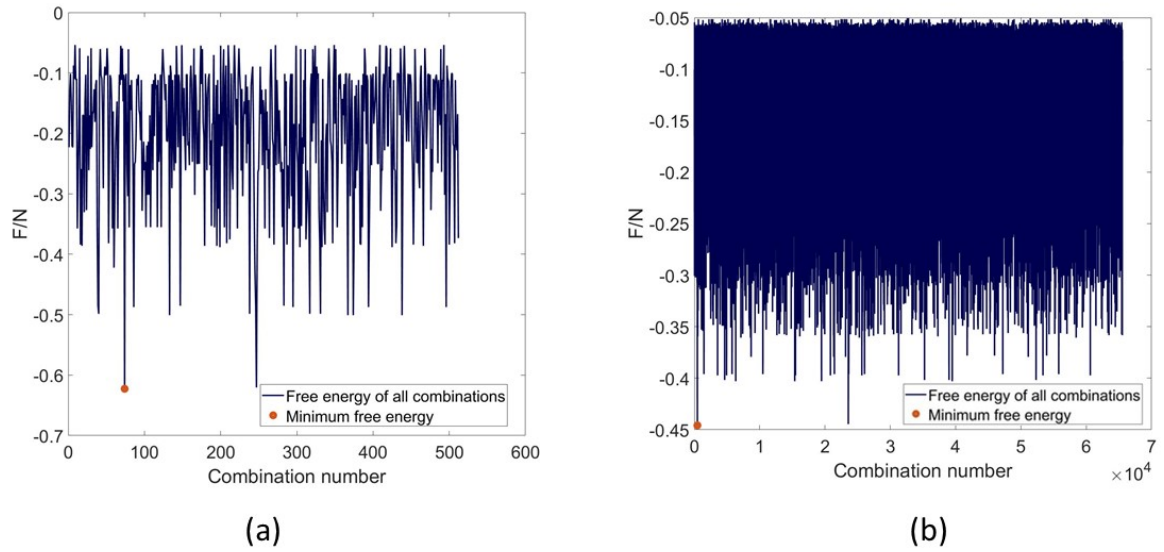 0
-0.1
-0.2
-0.3
-0.4
-0.5
-0.6
-0.7
F/N
0 100 200 300 400 500 600
Combination number
Free energy of all combinations
Minimum free energy
(a)
-0.05
-0.1
-0.15
-0.2
-0.25
-0.3
-0.35
-0.4
-0.45
F/N
0 1 2 3 4 5 6 7
Combination number
×10⁴
Free energy of all combinations
Minimum free energy
(b)